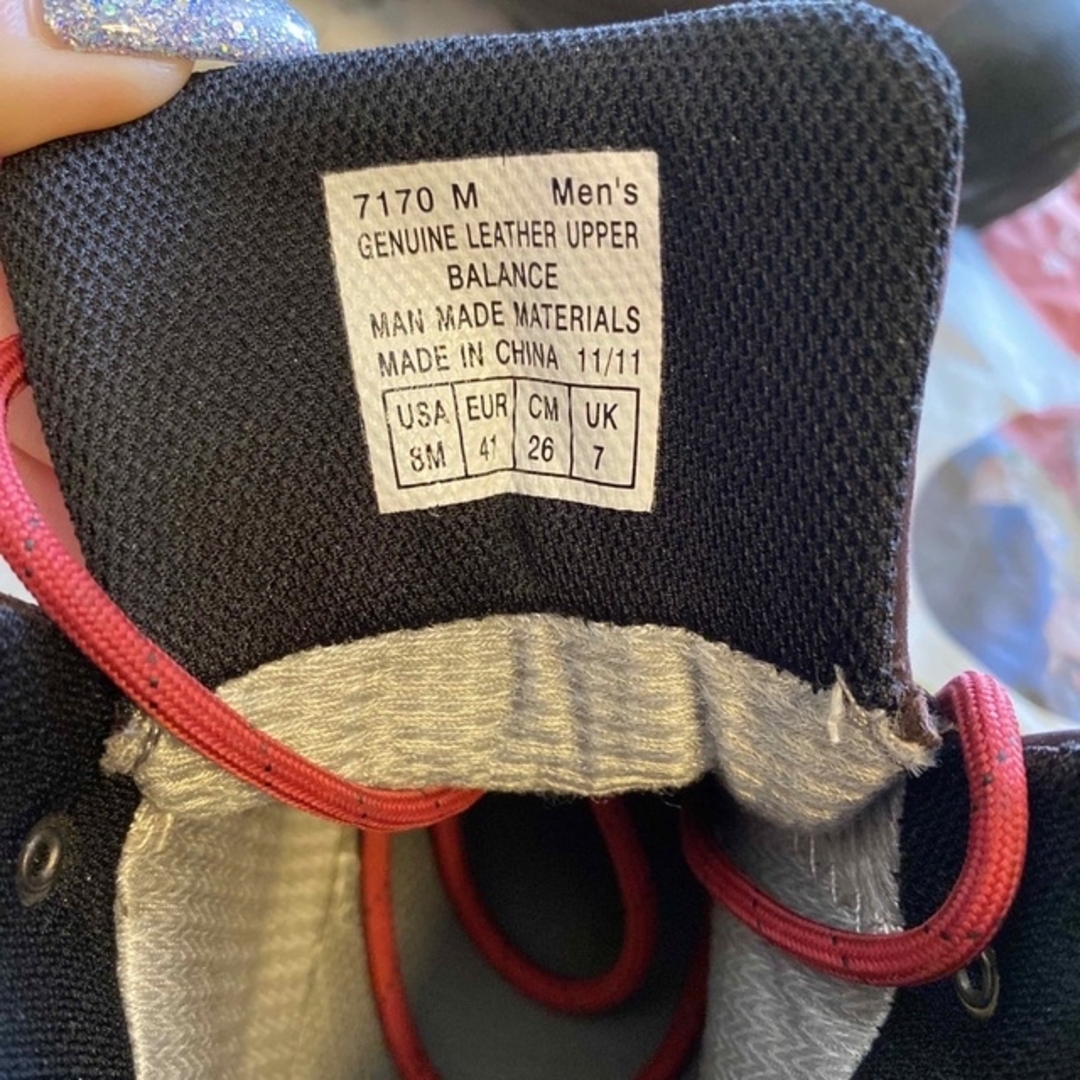 7170 M Men's
GENUINE LEATHER UPPER
BALANCE
MAN MADE MATERIALS
MADE IN CHINA 11/11
USA EUR CM UK
8M 41 26 7